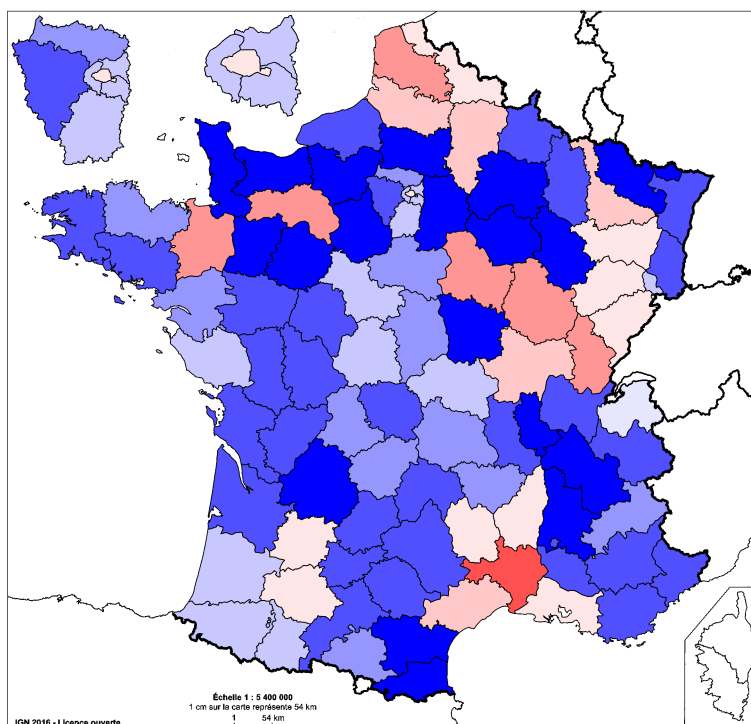 Échelle 1 : 5 400 000
1 cm sur la carte représente 54 km
1 54 km
IGN 2016 - Licence ouverte